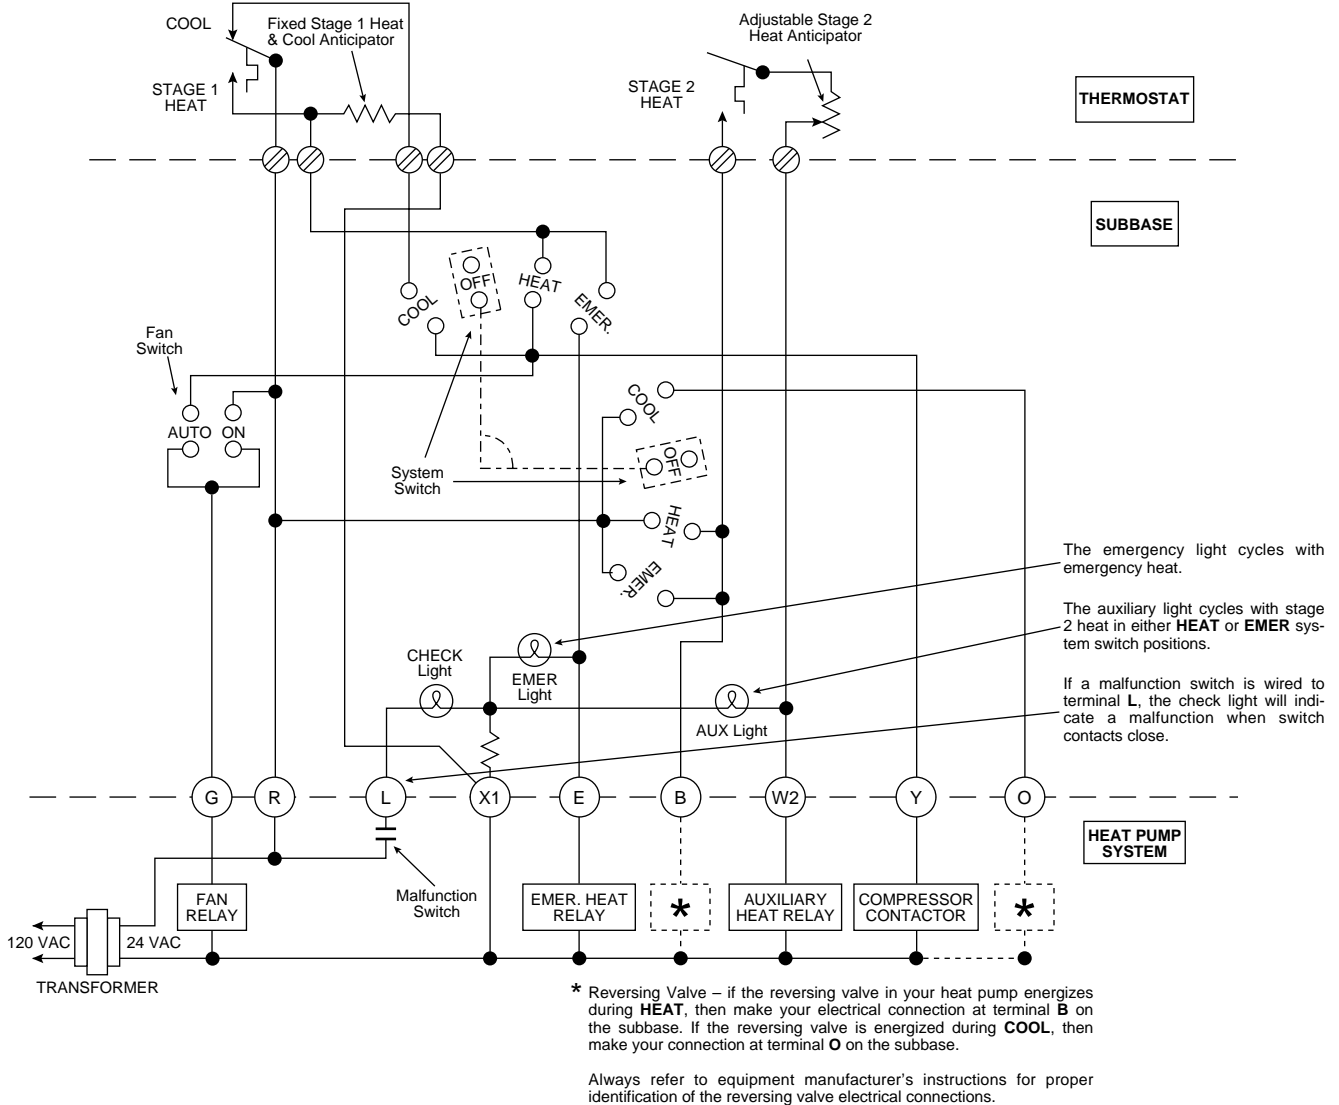 COOL
Fixed Stage 1 Heat
& Cool Anticipator
Adjustable Stage 2
Heat Anticipator
STAGE 1
HEAT
STAGE 2
HEAT
THERMOSTAT
SUBBASE
COOL
OFF
HEAT
EMER.
Fan
Switch
AUTO
ON
System
Switch
COOL
OFF
HEAT
EMER.
The emergency light cycles with
emergency heat.
The auxiliary light cycles with stage
2 heat in either HEAT or EMER sys-
tem switch positions.
If a malfunction switch is wired to
terminal L, the check light will indi-
cate a malfunction when switch
contacts close.
CHECK
Light
EMER
Light
AUX Light
G
R
L
X1
E
B
W2
Y
O
HEAT PUMP
SYSTEM
Malfunction
Switch
FAN
RELAY
EMER. HEAT
RELAY
*
AUXILIARY
HEAT RELAY
COMPRESSOR
CONTACTOR
*
120 VAC
24 VAC
TRANSFORMER
* Reversing Valve – if the reversing valve in your heat pump energizes
during HEAT, then make your electrical connection at terminal B on
the subbase. If the reversing valve is energized during COOL, then
make your connection at terminal O on the subbase.
Always refer to equipment manufacturer's instructions for proper
identification of the reversing valve electrical connections.